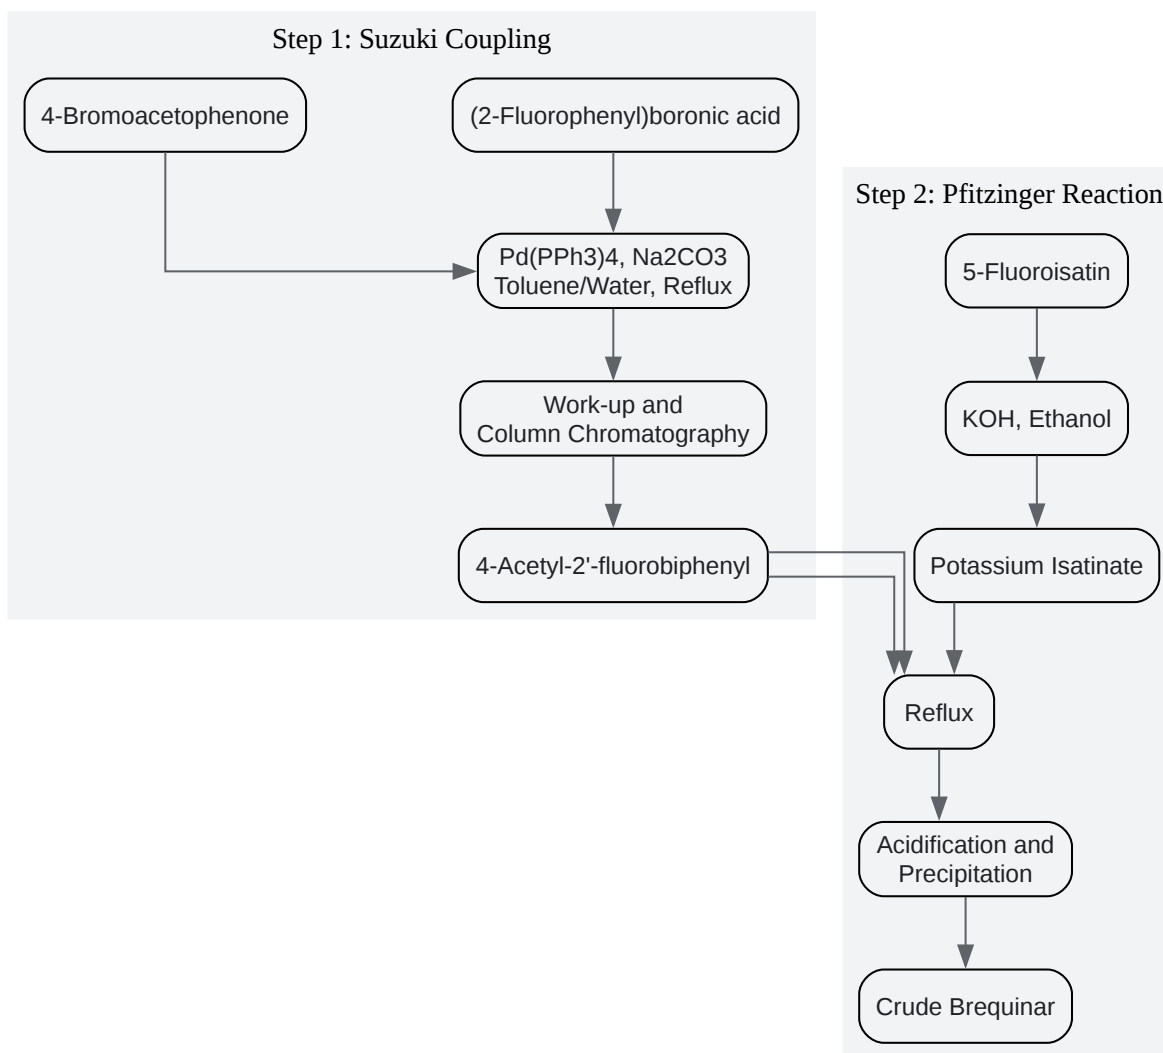 Step 1: Suzuki Coupling
4-Bromoacetophenone
(2-Fluorophenyl)boronic acid
Pd(PPh3)4, Na2CO3
Toluene/Water, Reflux
Work-up and
Column Chromatography
4-Acetyl-2'-fluorobiphenyl
Step 2: Pfitzinger Reaction
5-Fluoroisatin
KOH, Ethanol
Potassium Isatinate
Reflux
Acidification and
Precipitation
Crude Brequinar